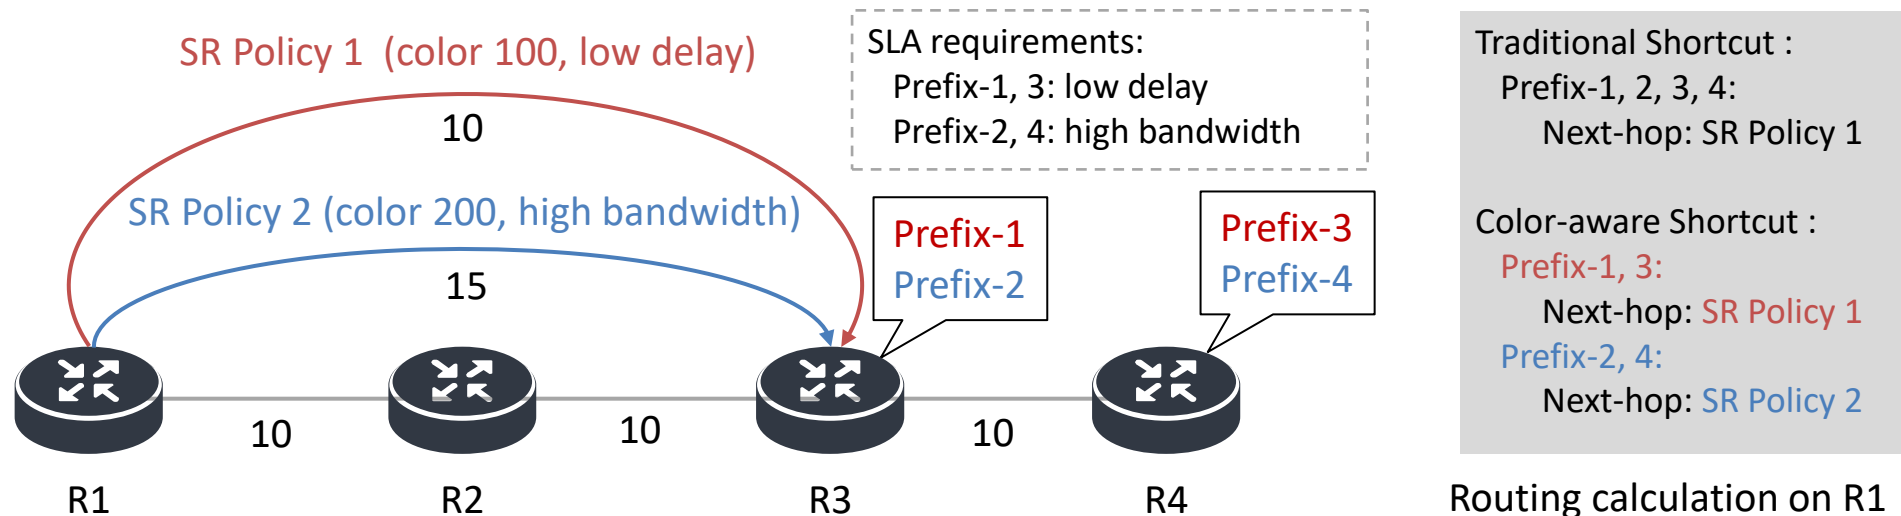 SR Policy 1 (color 100, low delay)
10
SR Policy 2 (color 200, high bandwidth)
15
SLA requirements:
Prefix-1, 3: low delay
Prefix-2, 4: high bandwidth
Prefix-1
Prefix-2
Prefix-3
Prefix-4
10
10
10
R1
R2
R3
R4
Traditional Shortcut :
Prefix-1, 2, 3, 4:
Next-hop: SR Policy 1
Color-aware Shortcut :
Prefix-1, 3:
Next-hop: SR Policy 1
Prefix-2, 4:
Next-hop: SR Policy 2
Routing calculation on R1